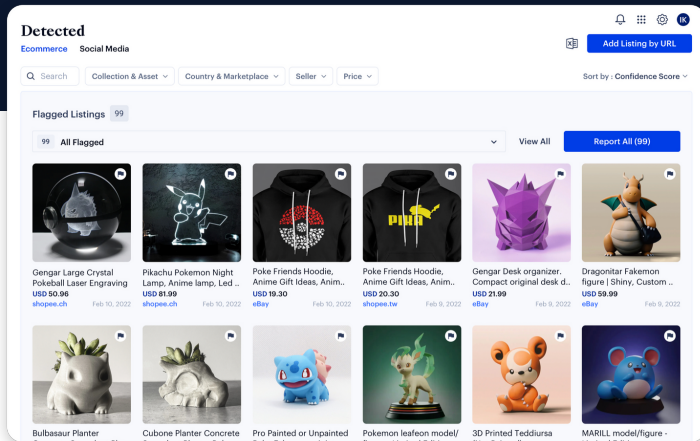 Detected
IK
Ecommerce Social Media
Add Listing by URL
Search
Collection & Asset
Country & Marketplace
Seller
Price
Sort by : Confidence Score
Flagged Listings 99
99 All Flagged
View All
Report All (99)
PIKA
Gengar Large Crystal
Pokeball Laser Engraving
USD 50.96
shopee.ch Feb 10, 2022
Pikachu Pokemon Night
Lamp, Anime lamp, Led ..
USD 81.99
shopee.ch Feb 10, 2022
Poke Friends Hoodie,
Anime Gift Ideas, Anim..
USD 19.30
eBay Feb 10, 2022
Poke Friends Hoodie,
Anime Gift Ideas, Anim..
USD 20.30
shopee.tw Feb 9, 2022
Gengar Desk organizer.
Compact original desk d..
USD 21.99
eBay Feb 9, 2022
Dragonitar Fakemon
figure | Shiny, Custom ..
USD 59.99
eBay Feb 9, 2022
Bulbasaur Planter
Cubone Planter Concrete
Pro Painted or Unpainted
Pokemon leafeon model/
3D Printed Teddiursa
MARILL model/figure -